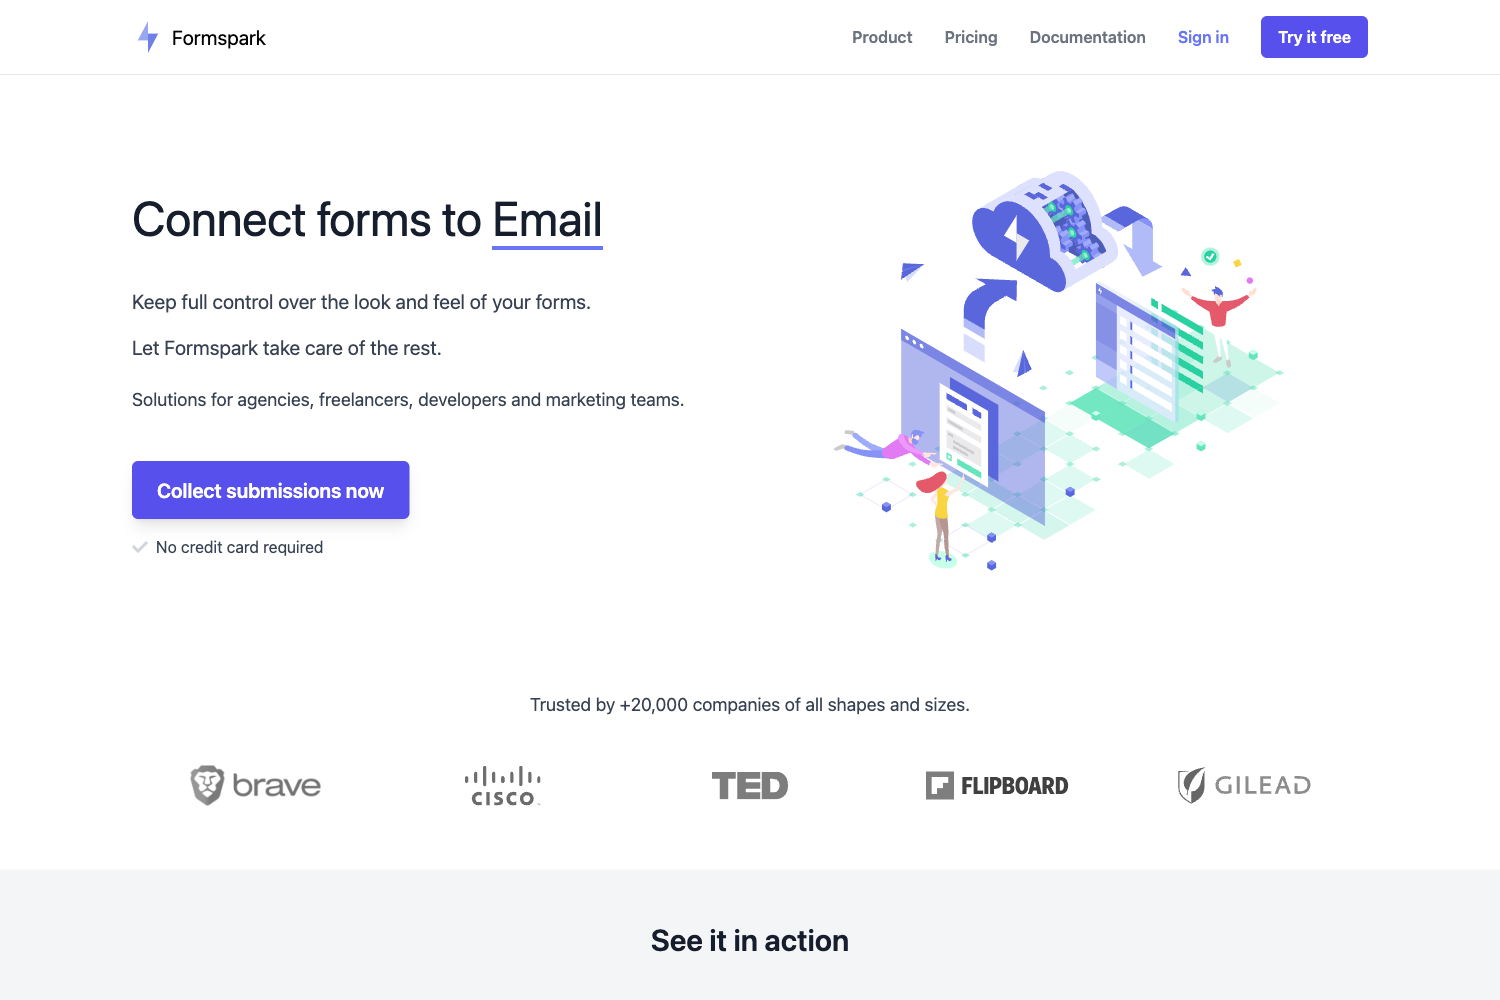 Formspark
Product
Pricing
Documentation
Sign in
Try it free
Connect forms to Email
Keep full control over the look and feel of your forms.
Let Formspark take care of the rest.
Solutions for agencies, freelancers, developers and marketing teams.
Collect submissions now
No credit card required
Trusted by +20,000 companies of all shapes and sizes.
brave
CISCO
TED
FLIPBOARD
GILEAD
See it in action